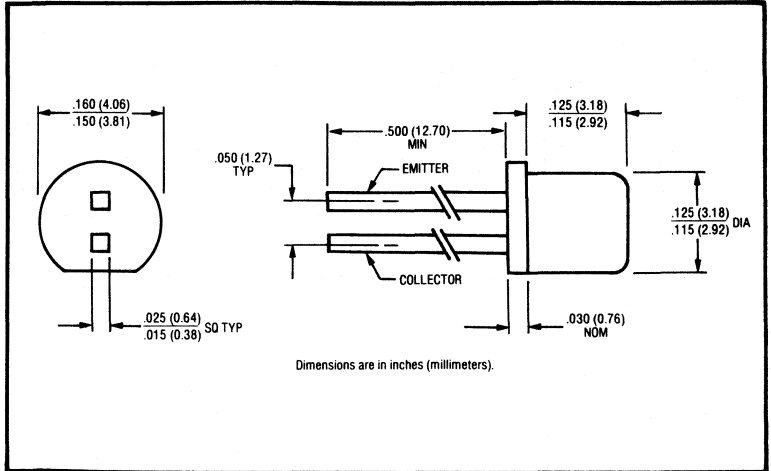 .160 (4.06)
.150 (3.81)
.125 (3.18)
.115 (2.92)
.500 (12.70)
MIN
.050 (1.27)
TYP
EMITTER
.125 (3.18)
.115 (2.92) DIA
COLLECTOR
.025 (0.64)
.015 (0.38) SQ TYP
.030 (0.76)
NOM
Dimensions are in inches (millimeters).